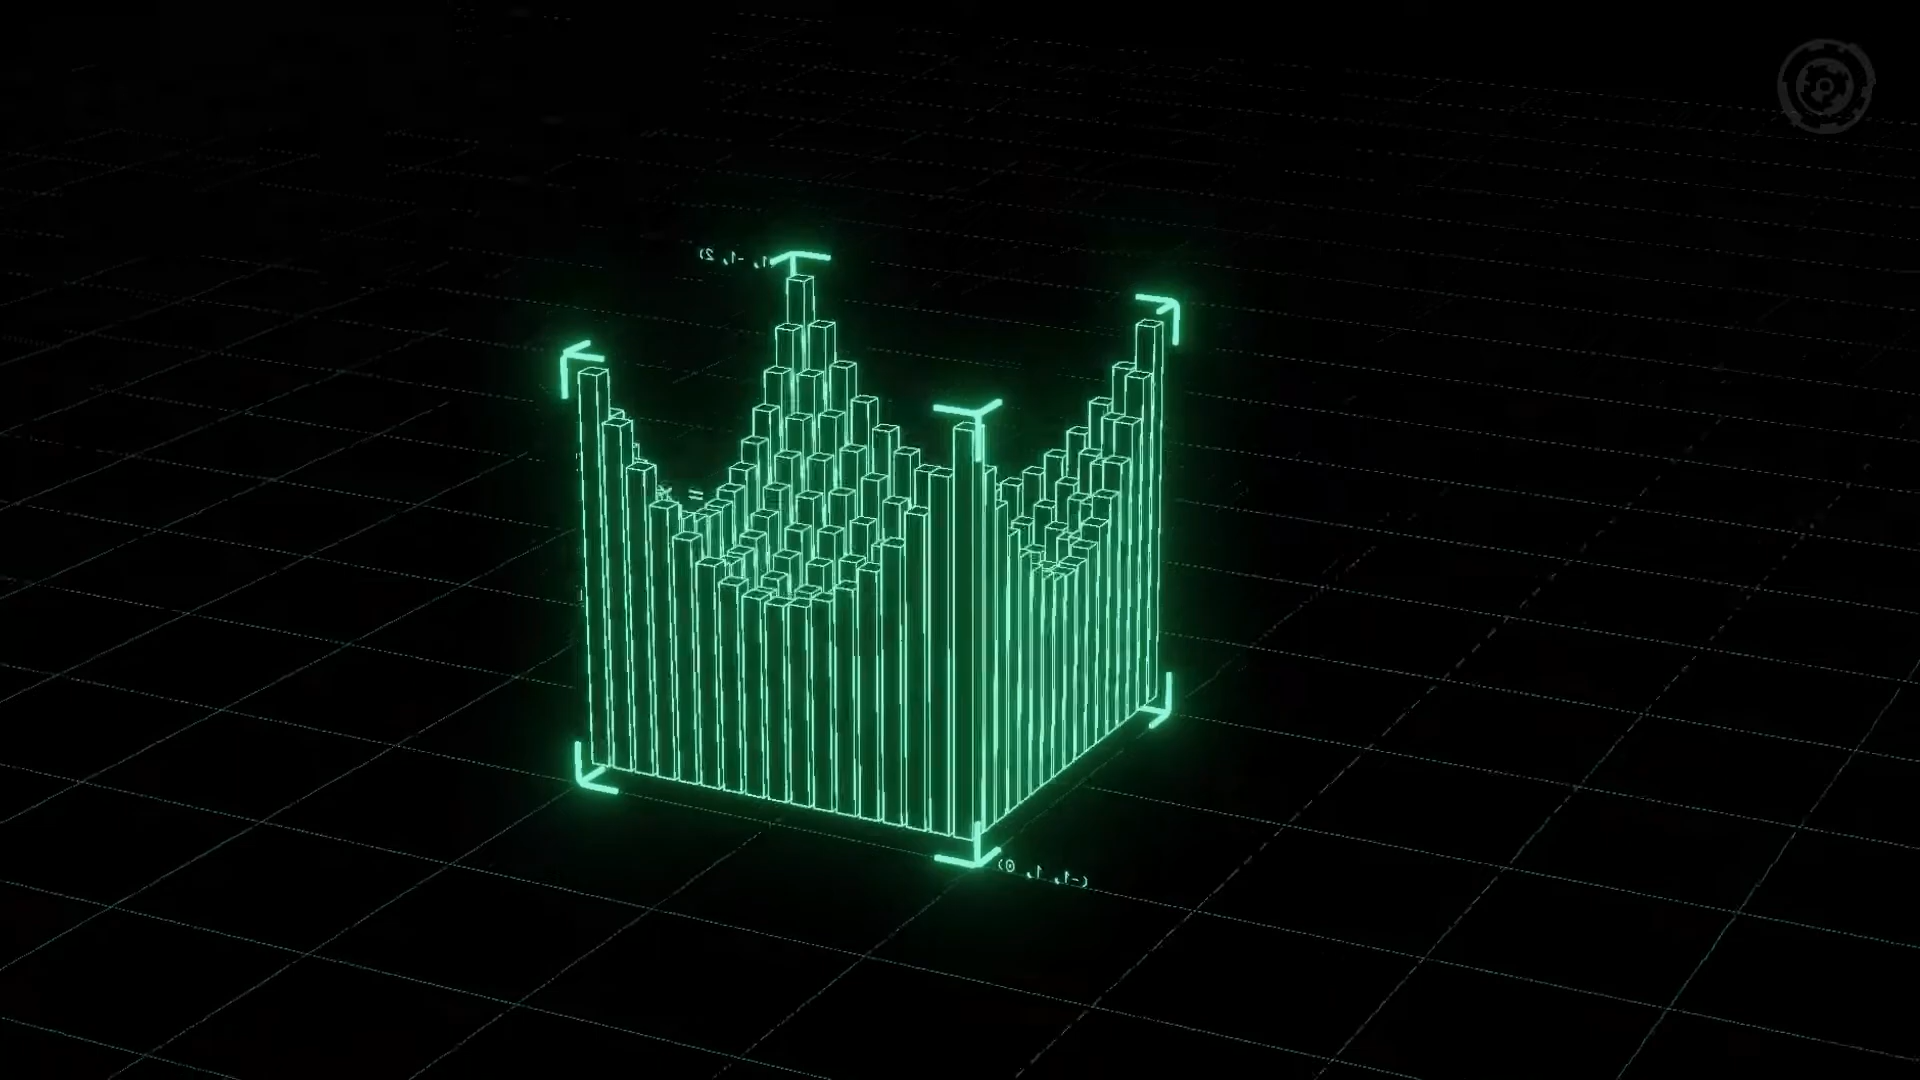 (1, -1, 2)
= x
(-1, 1, 0)